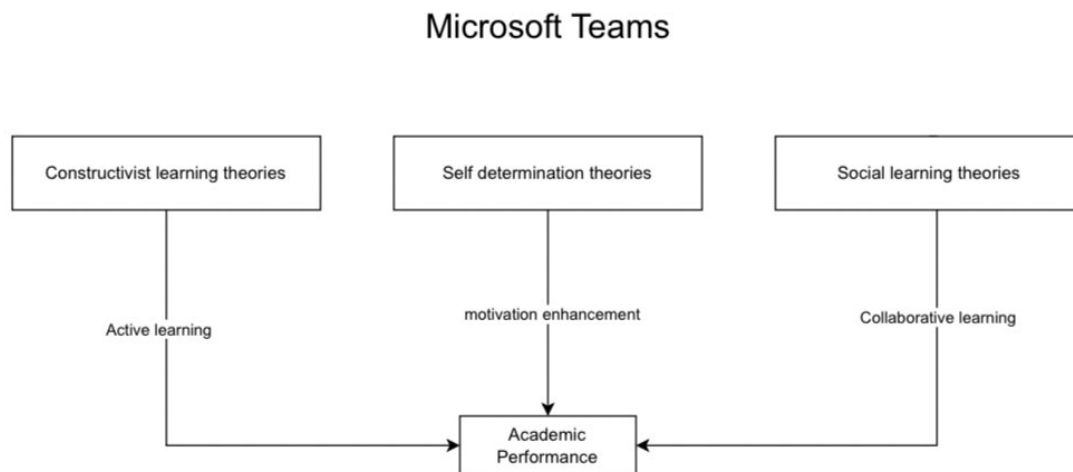 Microsoft Teams
Constructivist learning theories
Self determination theories
Social learning theories
Active learning
motivation enhancement
Collaborative learning
Academic
Performance